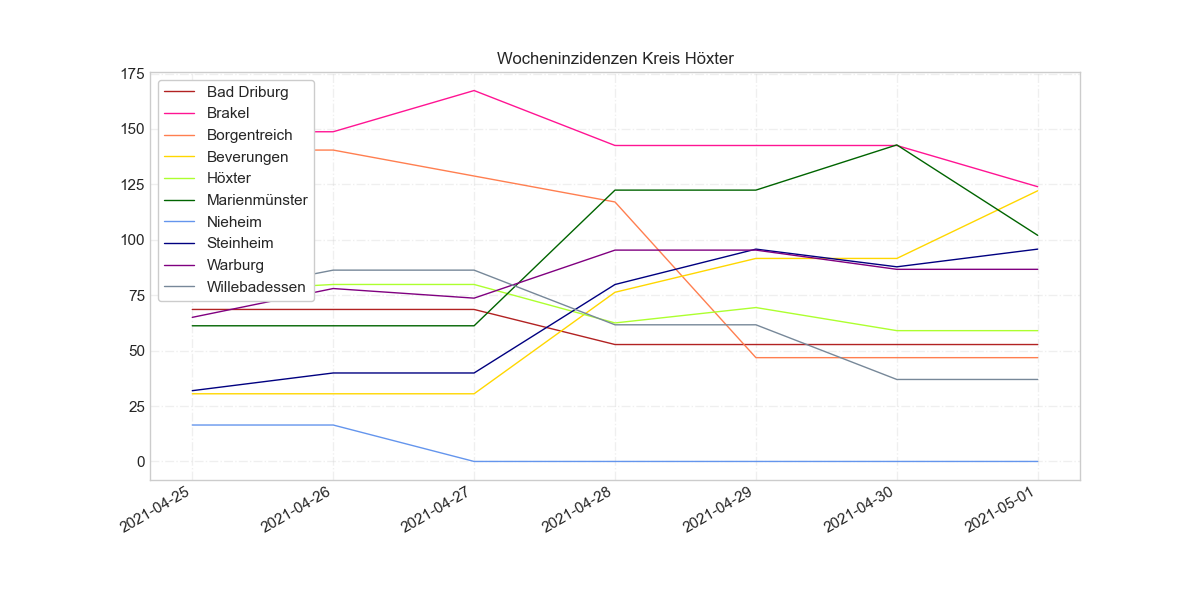 Wocheninzidenzen Kreis Höxter
175
150
125
100
75
50
25
0
Bad Driburg
Brakel
Borgentreich
Beverungen
Höxter
Marienmünster
Nieheim
Steinheim
Warburg
Willebadessen
2021-04-25
2021-04-26
2021-04-27
2021-04-28
2021-04-29
2021-04-30
2021-05-01